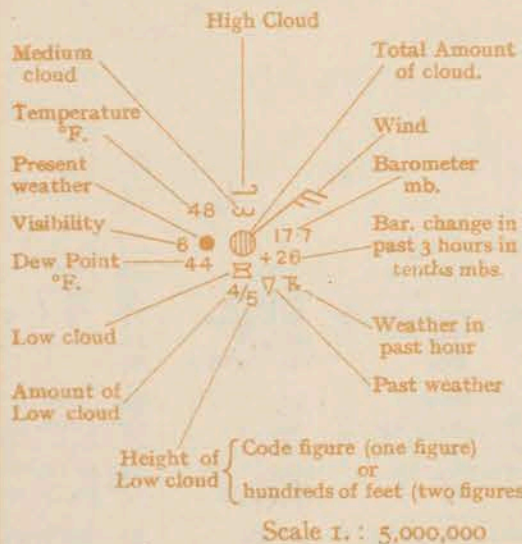 High Cloud
Medium
cloud
Total Amount
of cloud.
Temperature
°F.
Wind
Present
weather
Barometer
mb.
48
Visibility
6
17.7
Bar. change in
past 3 hours in
tenths mbs.
Dew Point
°F.
44
+26
4/5
Low cloud
Weather in
past hour
Amount of
Low cloud
Past weather
Height of
Low cloud
Code figure (one figure)
or
hundreds of feet (two figures
Scale 1. : 5,000,000